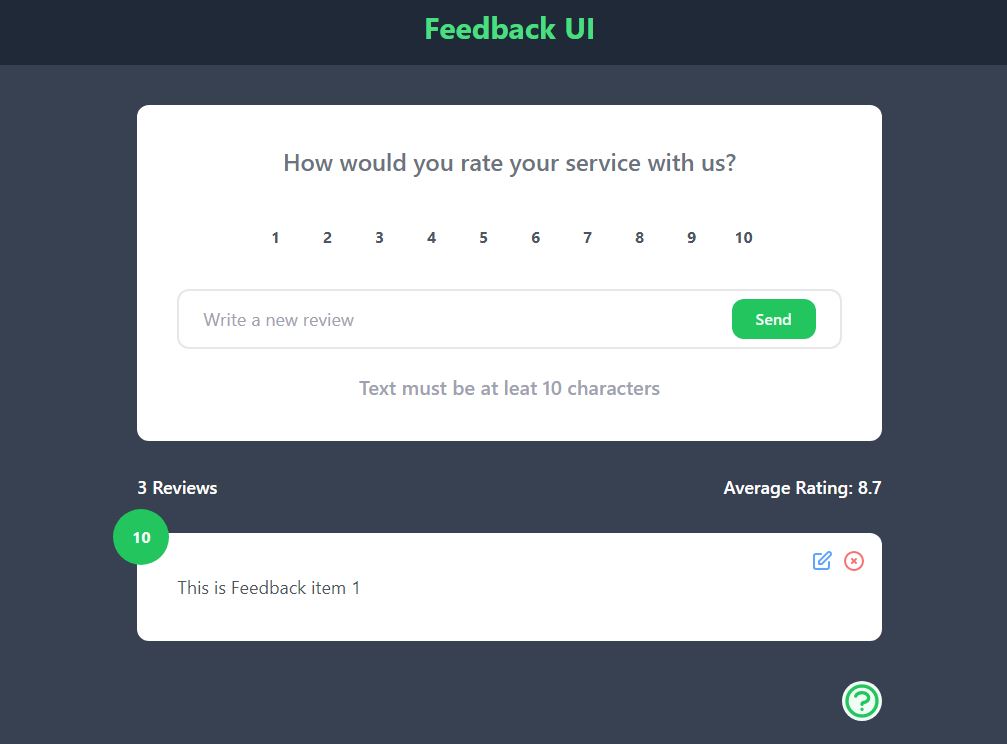 Feedback UI
How would you rate your service with us?
1 2 3 4 5 6 7 8 9 10
Write a new review Send
Text must be at leat 10 characters
3 Reviews Average Rating: 8.7
10
This is Feedback item 1